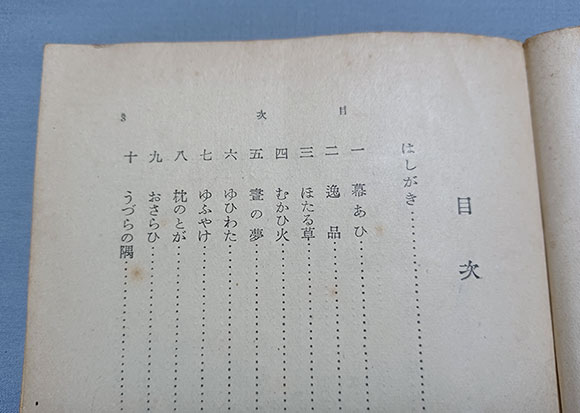 目次
はしがき……………
一 幕あひ……………
二 逸品……………
三 ほたる草……………
四 むかひ火……………
五 晝の夢……………
六 ゆひわた……………
七 ゆふやけ……………
八 枕のとが……………
九 おさらひ……………
十 うづらの隅……………
目次 3